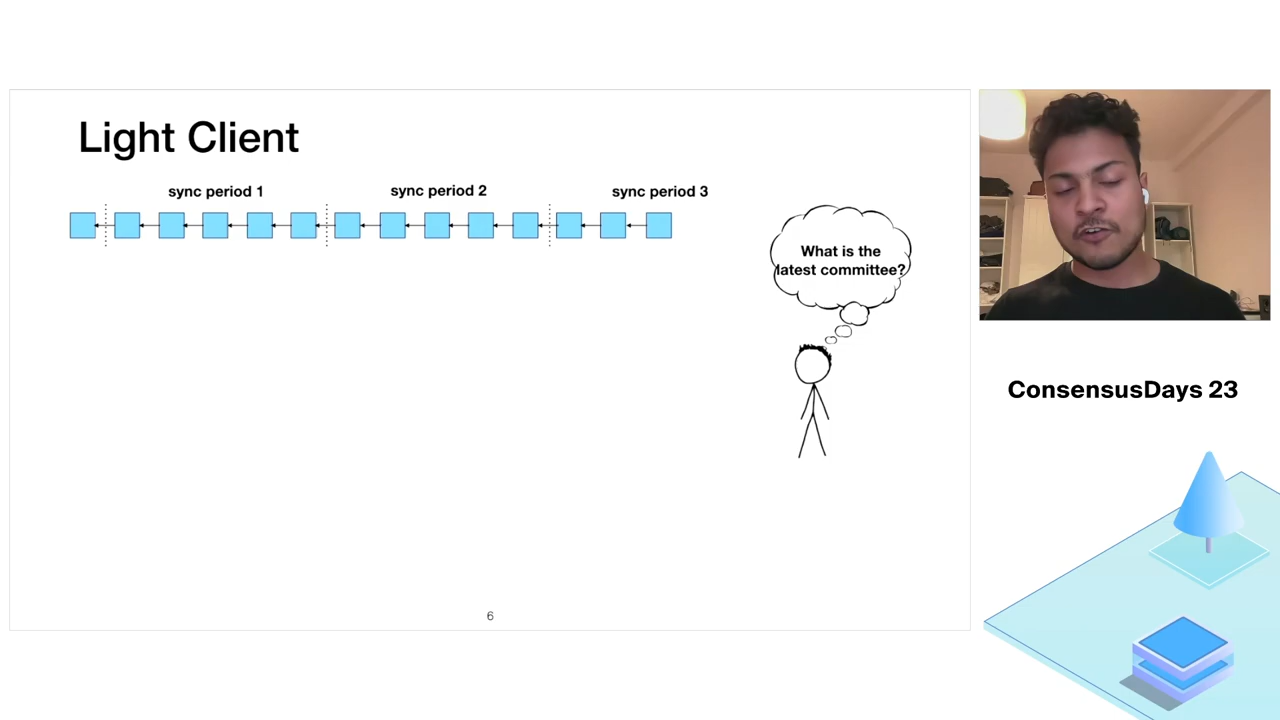 Light Client
sync period 1
sync period 2
sync period 3
What is the
latest committee?
6
ConsensusDays 23